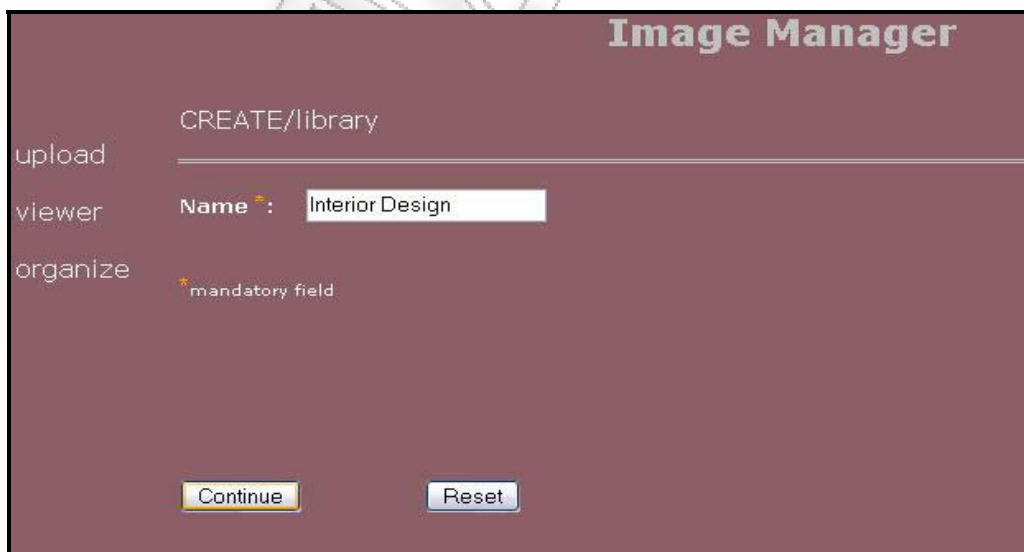 Image Manager
CREATE/library
upload
viewer
organize
Name *: Interior Design
*mandatory field
Continue Reset